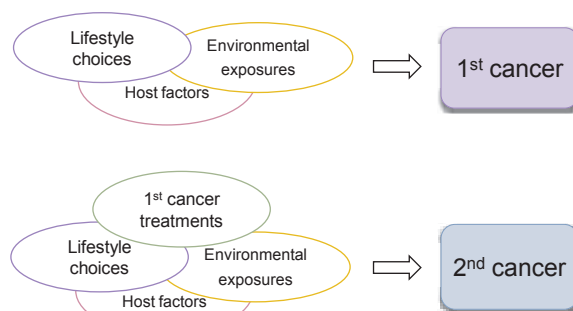 Lifestyle
choices
Environmental
exposures
Host factors
1st cancer
1st cancer
treatments
Lifestyle
choices
Environmental
exposures
Host factors
2nd cancer